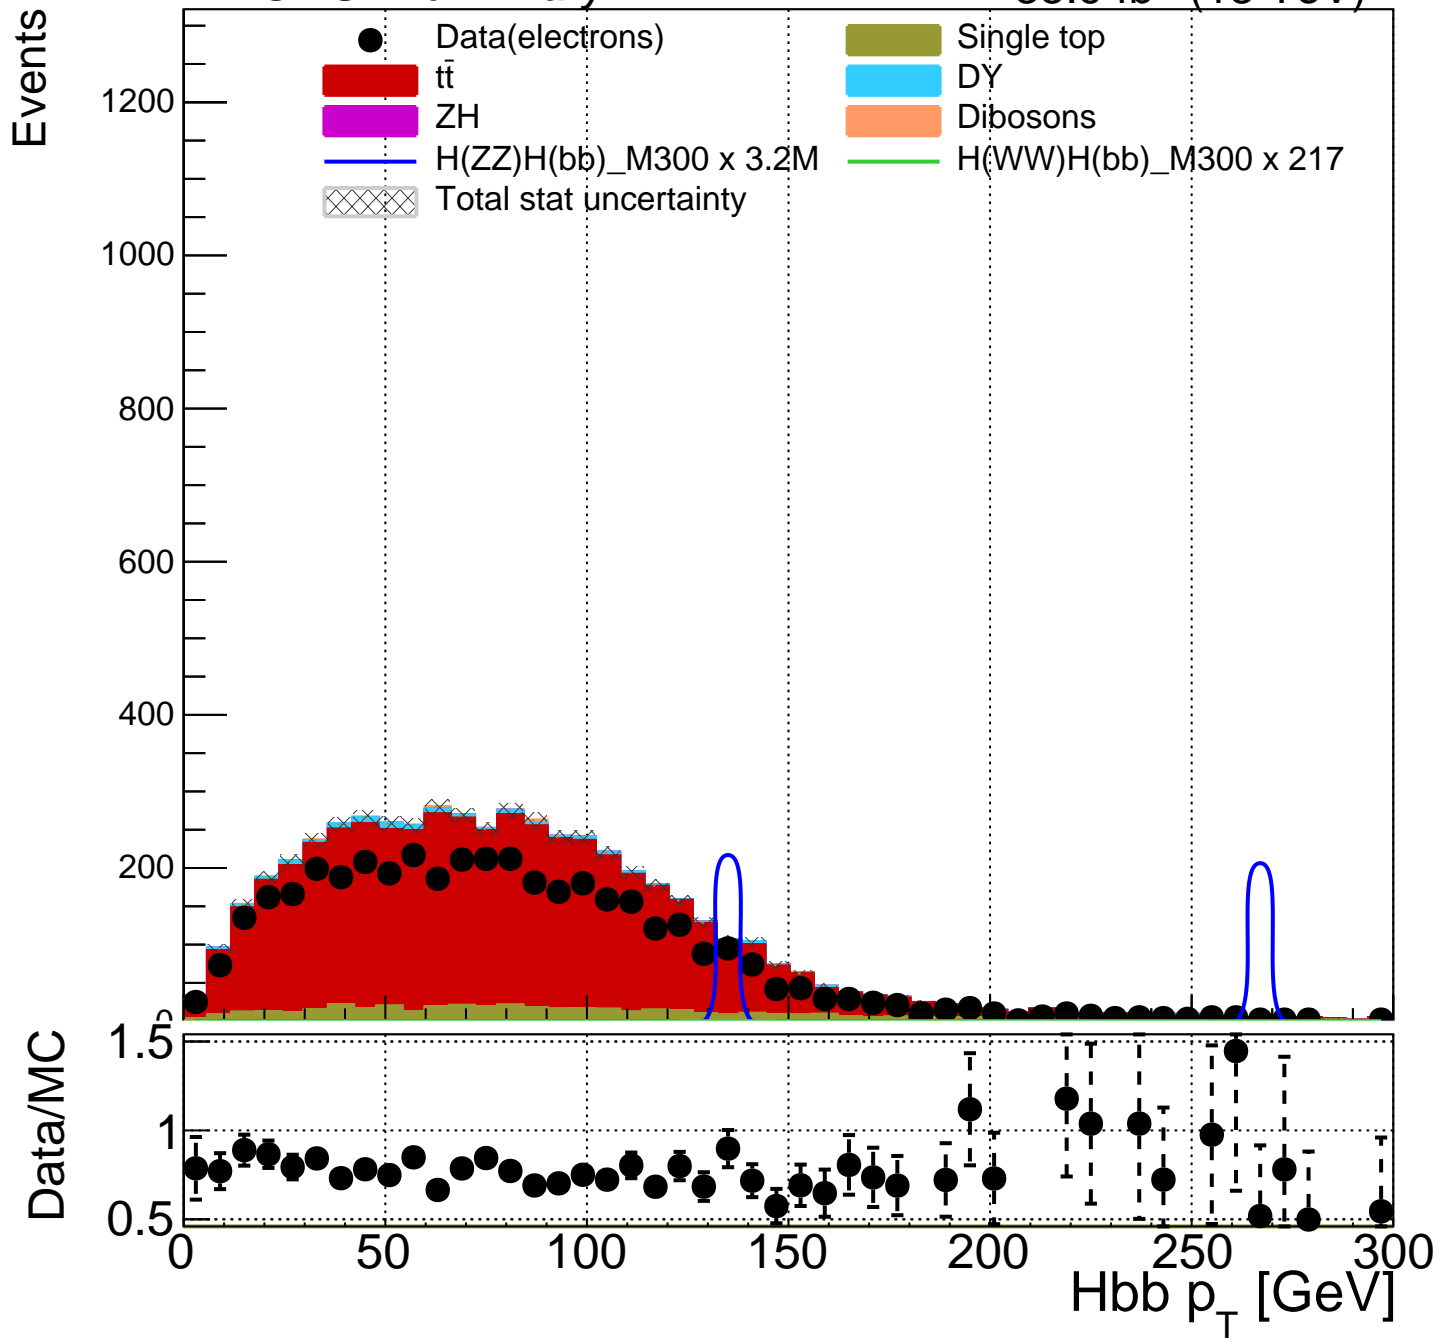 Events
Data(electrons)
Single top
tt̄
DY
ZH
Dibosons
H(ZZ)H(bb)_M300 x 3.2M
H(WW)H(bb)_M300 x 217
Total stat uncertainty
1200
1000
800
600
400
200
0
Data/MC
1.5
1
0.5
0 50 100 150 200 250 300
Hbb p_T [GeV]